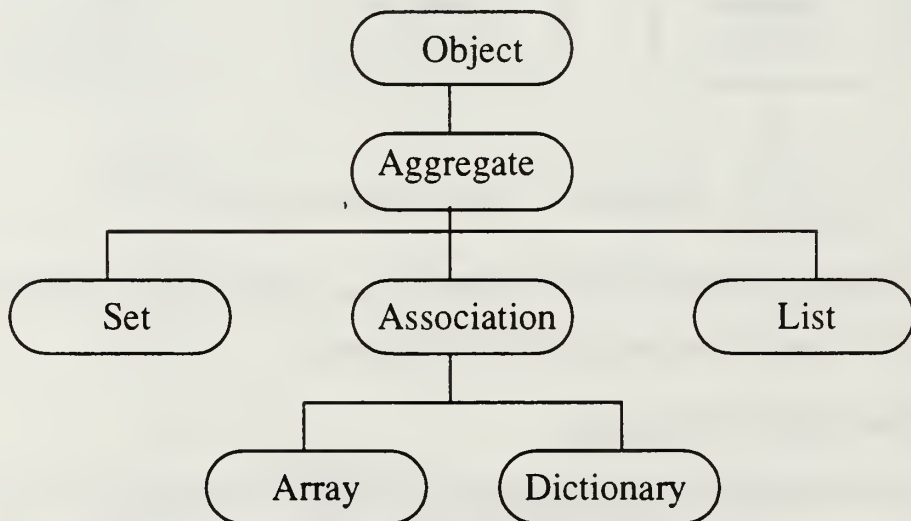 Object
Aggregate
Set
Association
List
Array
Dictionary